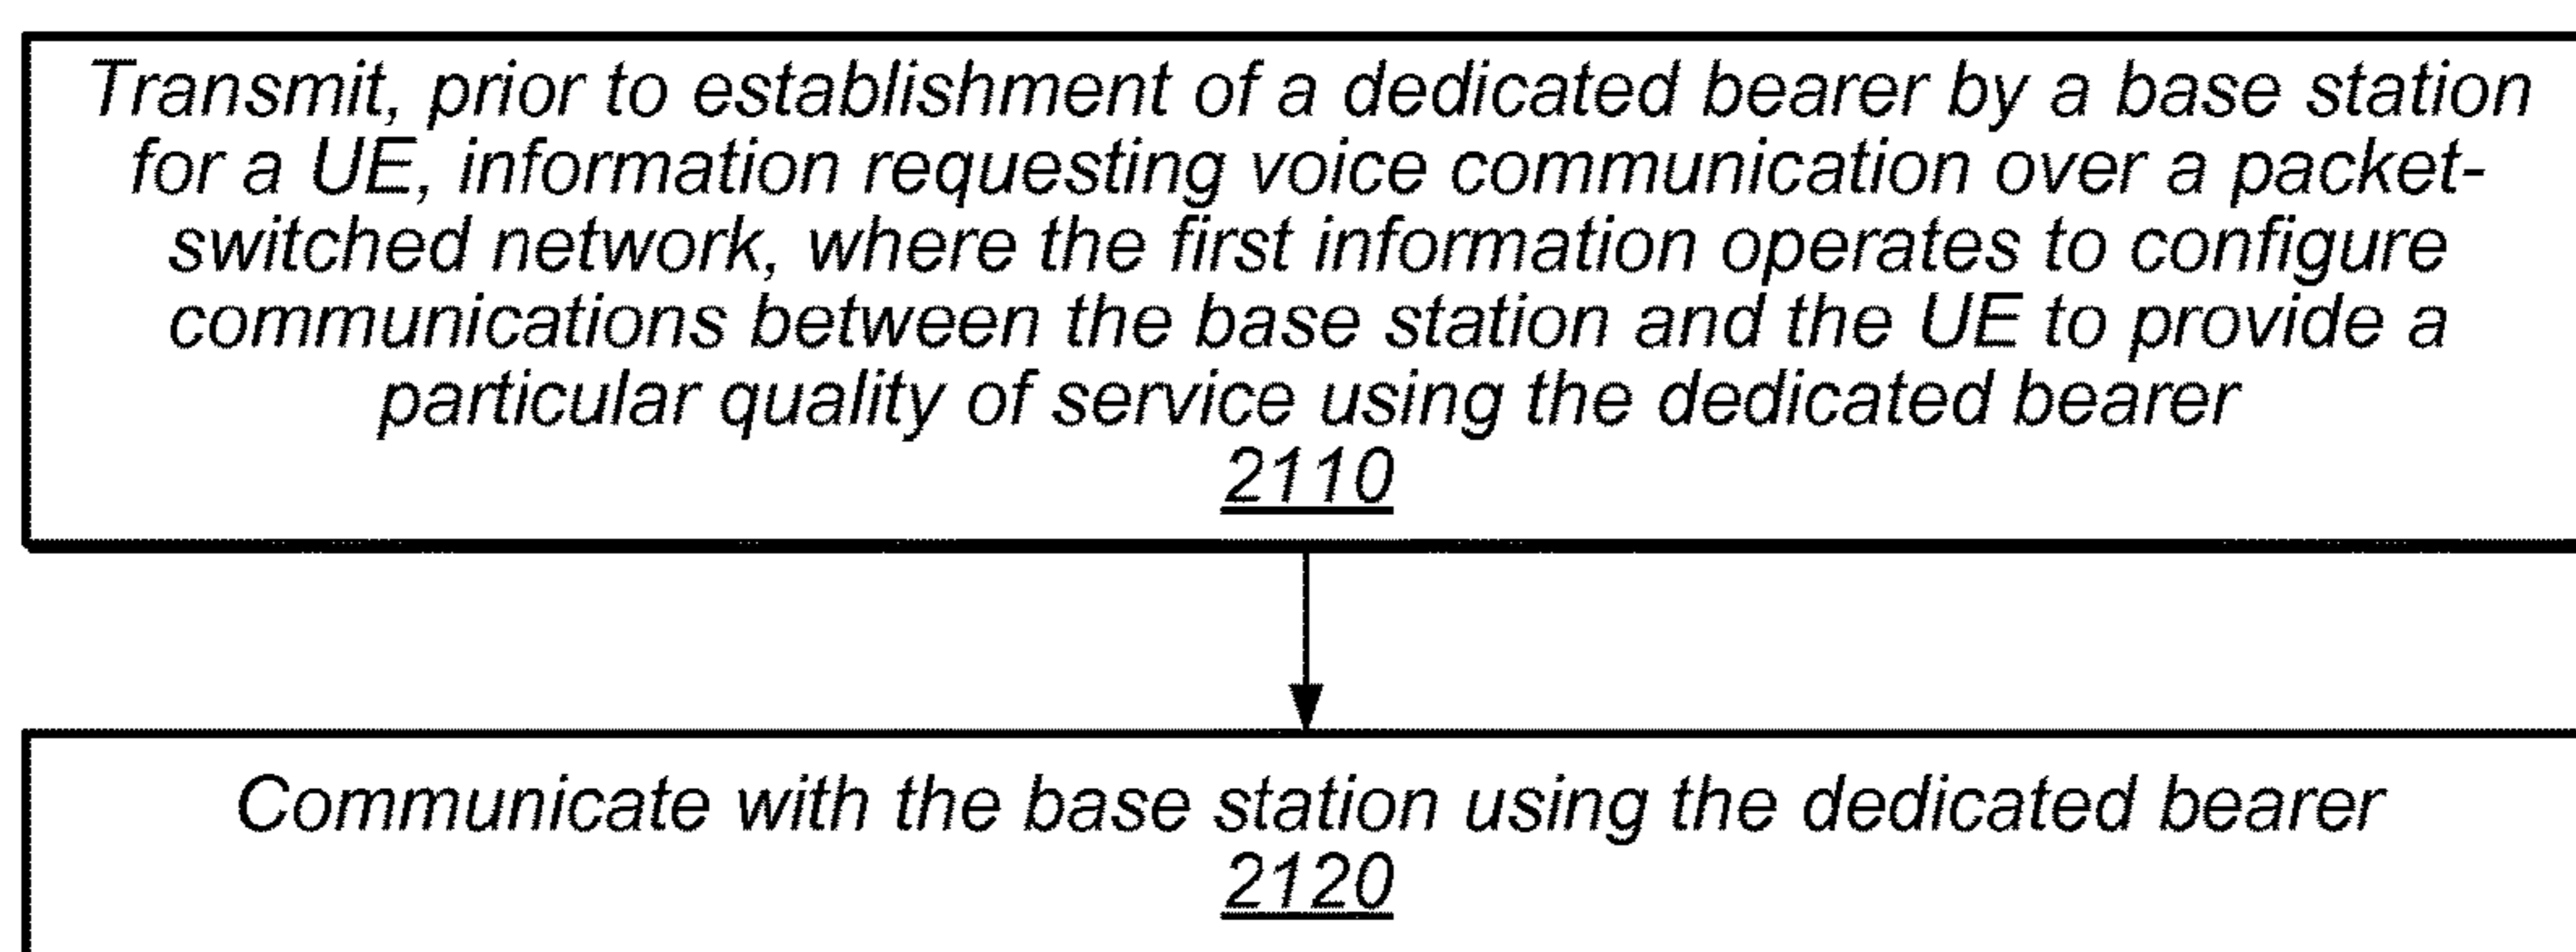 Transmit, prior to establishment of a dedicated bearer by a base station
for a UE, information requesting voice communication over a packet-
switched network, where the first information operates to configure
communications between the base station and the UE to provide a
particular quality of service using the dedicated bearer
2110
Communicate with the base station using the dedicated bearer
2120